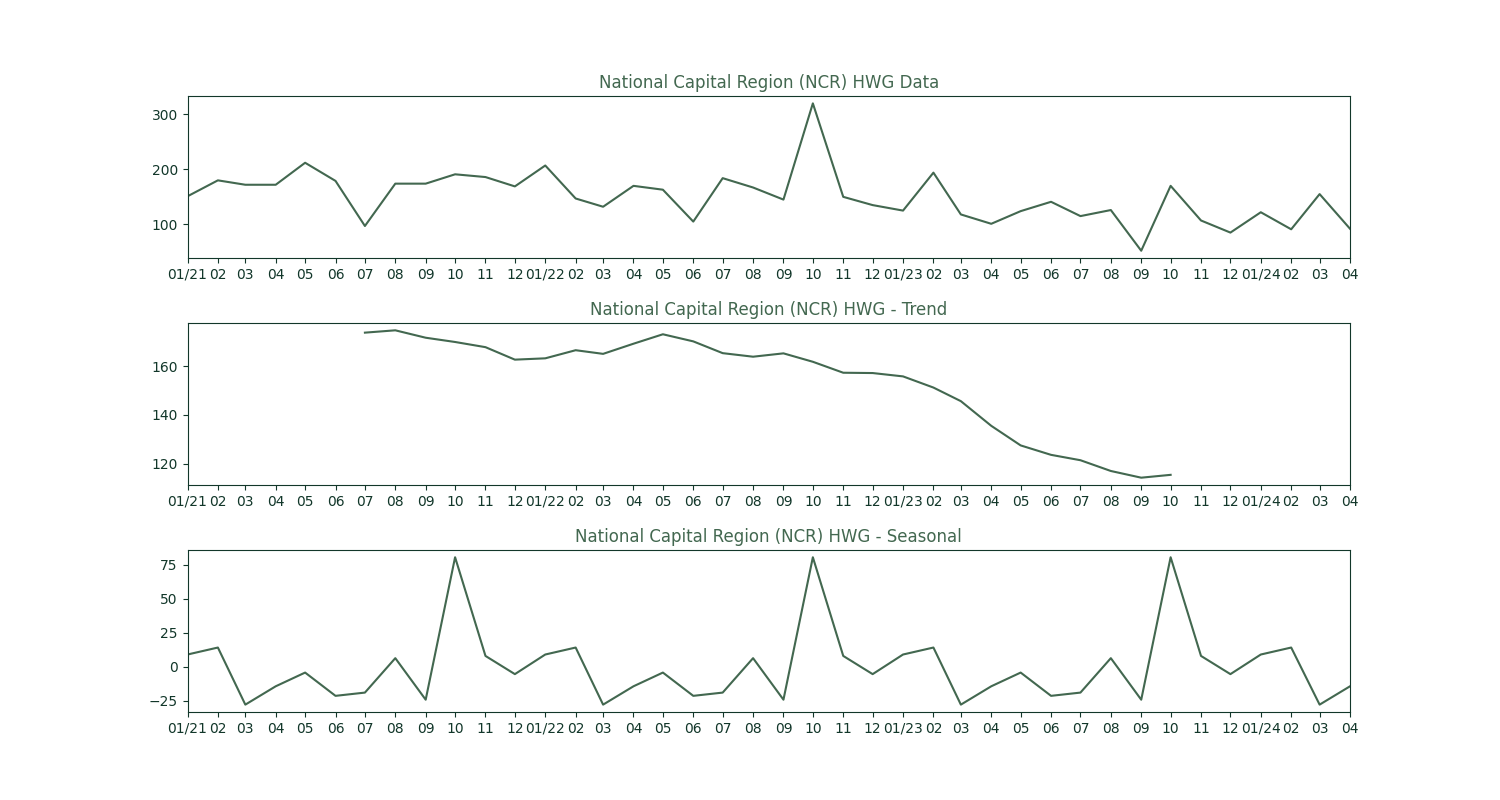 National Capital Region (NCR) HWG Data
300
200
100
01/21 02 03 04 05 06 07 08 09 10 11 12 01/22 02 03 04 05 06 07 08 09 10 11 12 01/23 02 03 04 05 06 07 08 09 10 11 12 01/24 02 03 04
National Capital Region (NCR) HWG - Trend
160
140
120
01/21 02 03 04 05 06 07 08 09 10 11 12 01/22 02 03 04 05 06 07 08 09 10 11 12 01/23 02 03 04 05 06 07 08 09 10 11 12 01/24 02 03 04
National Capital Region (NCR) HWG - Seasonal
75
50
25
0
−25
01/21 02 03 04 05 06 07 08 09 10 11 12 01/22 02 03 04 05 06 07 08 09 10 11 12 01/23 02 03 04 05 06 07 08 09 10 11 12 01/24 02 03 04